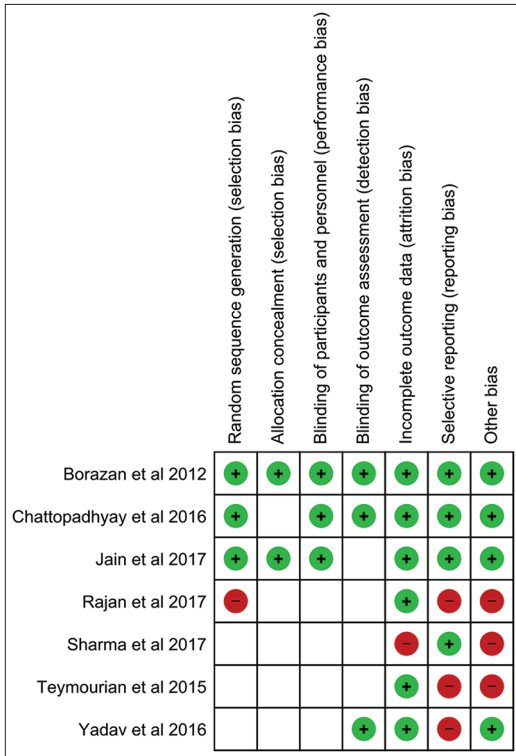 Random sequence generation (selection bias)
Allocation concealment (selection bias)
Blinding of participants and personnel (performance bias)
Blinding of outcome assessment (detection bias)
Incomplete outcome data (attrition bias)
Selective reporting (reporting bias)
Other bias
Borazan et al 2012 + + + + + + +
Chattopadhyay et al 2016 + + + + + +
Jain et al 2017 + + + + + +
Rajan et al 2017 – + – –
Sharma et al 2017 – + –
Teymourian et al 2015 + – –
Yadav et al 2016 + + – +